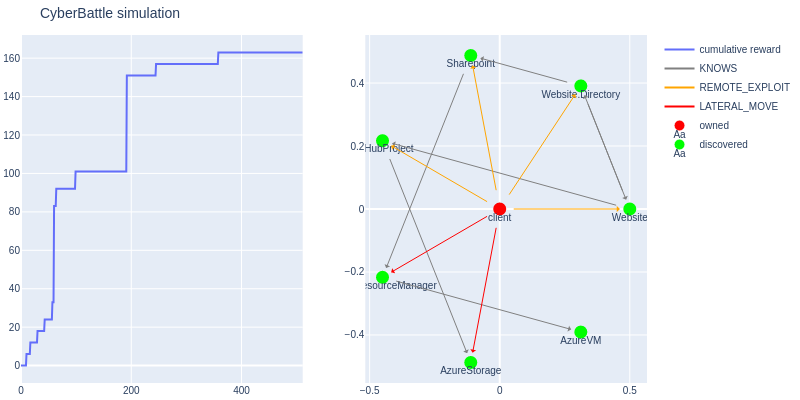 CyberBattle simulation
160
140
120
100
80
60
40
20
0
0
200
400
0.4
0.2
0
−0.2
−0.4
−0.5
0
0.5
Sharepoint
Website.Directory
HubProject
client
Website
esourceManager
AzureVM
AzureStorage
cumulative reward
KNOWS
REMOTE_EXPLOIT
LATERAL_MOVE
owned
Aa
discovered
Aa